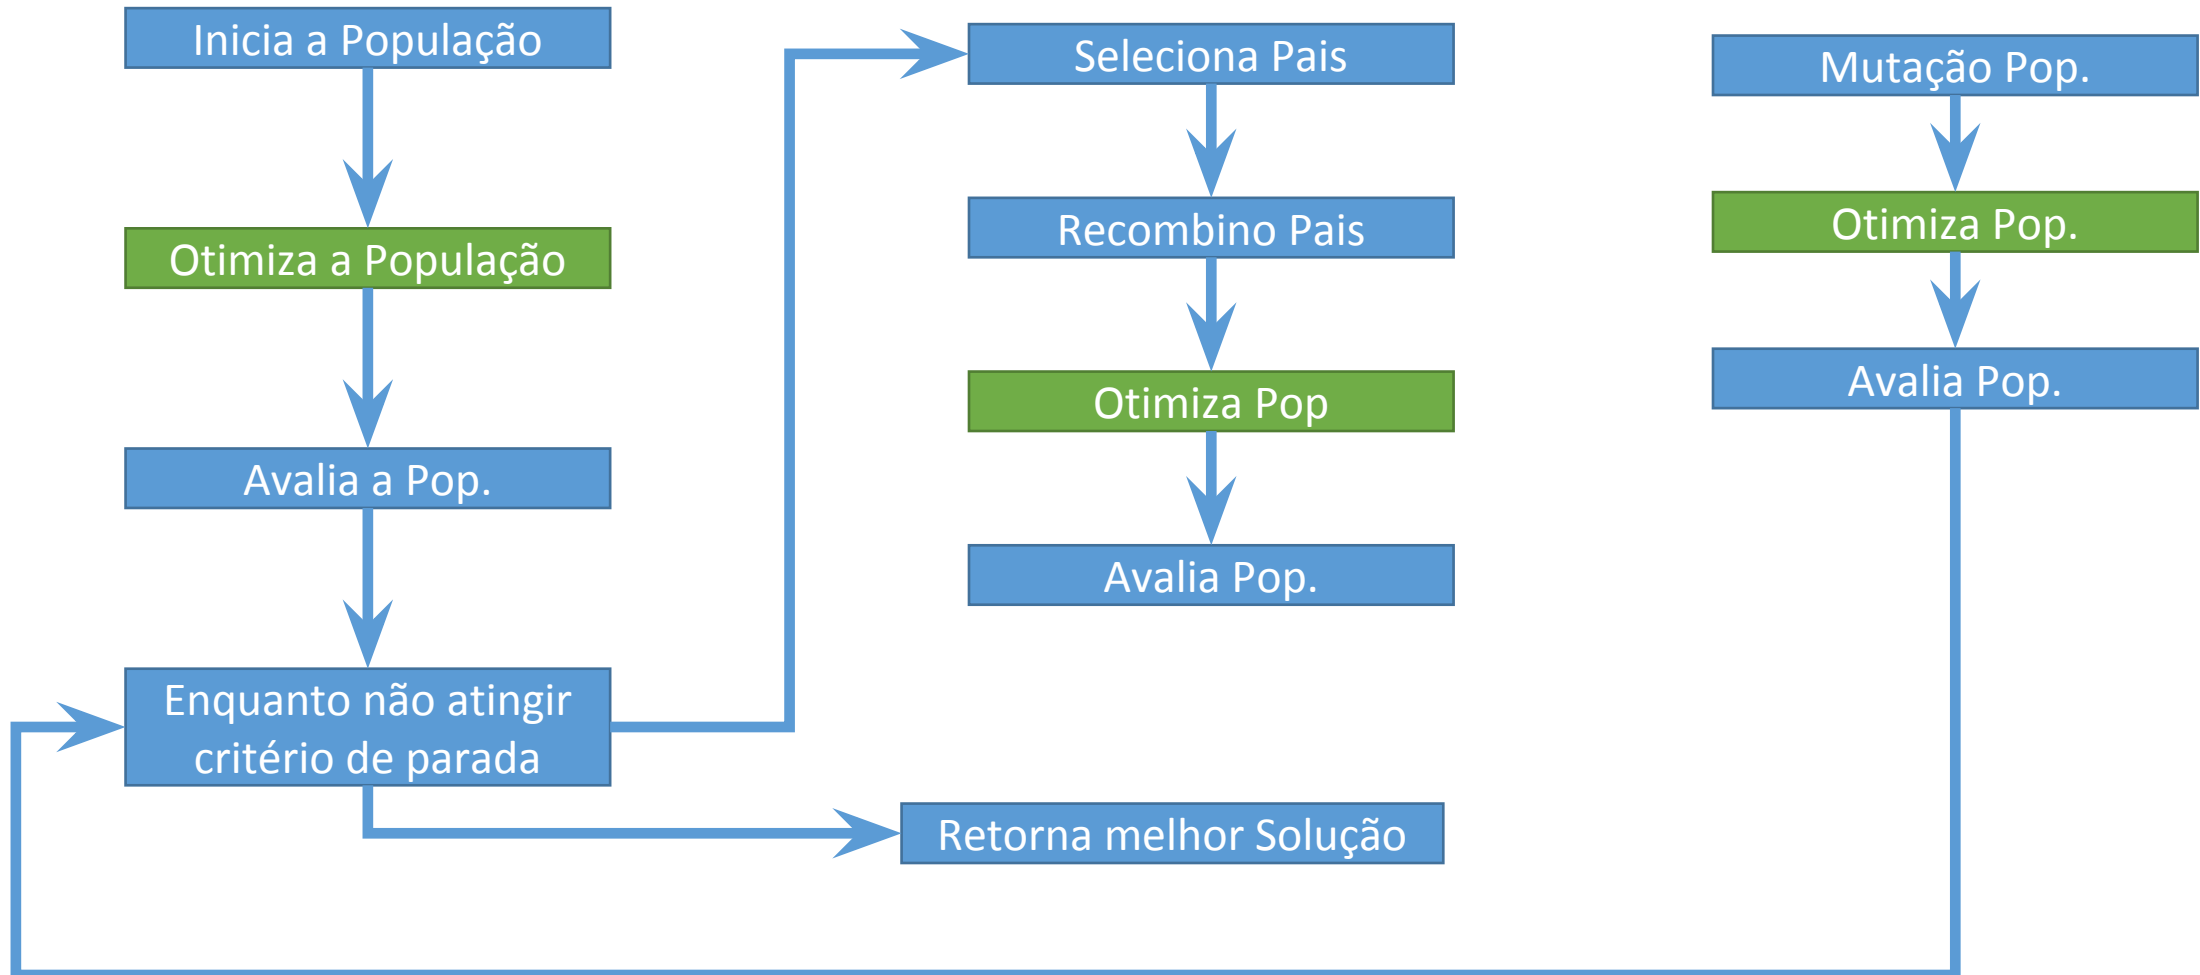 Inicia a População
Otimiza a População
Avalia a Pop.
Enquanto não atingir
critério de parada
Seleciona Pais
Recombino Pais
Otimiza Pop
Avalia Pop.
Retorna melhor Solução
Mutação Pop.
Otimiza Pop.
Avalia Pop.